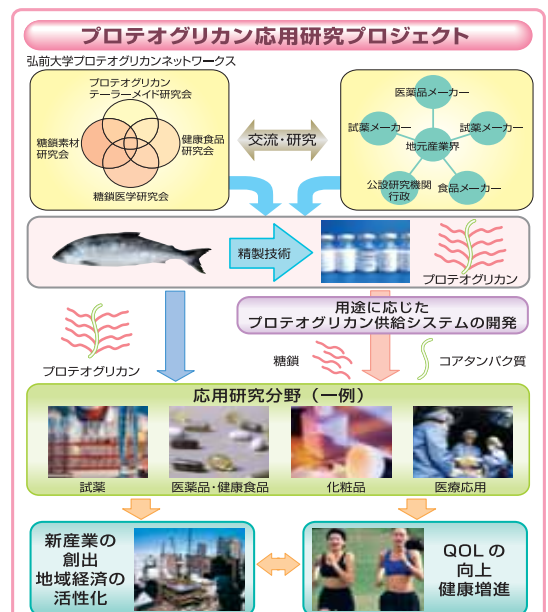 プロテオグリカン応用研究プロジェクト
弘前大学プロテオグリカンネットワークス
プロテオグリカン
テーラーメイド研究会
糖鎖素材
研究会
健康食品
研究会
糖鎖医学研究会
交流・研究
医薬品メーカー
試薬メーカー
試薬メーカー
地元産業界
公設研究機関
行政
食品メーカー
精製技術
プロテオグリカン
用途に応じた
プロテオグリカン供給システムの開発
プロテオグリカン
糖鎖
コアタンパク質
応用研究分野(一例)
試薬
医薬品・健康食品
化粧品
医療応用
新産業の
創出
地域経済の
活性化
QOLの
向上
健康増進